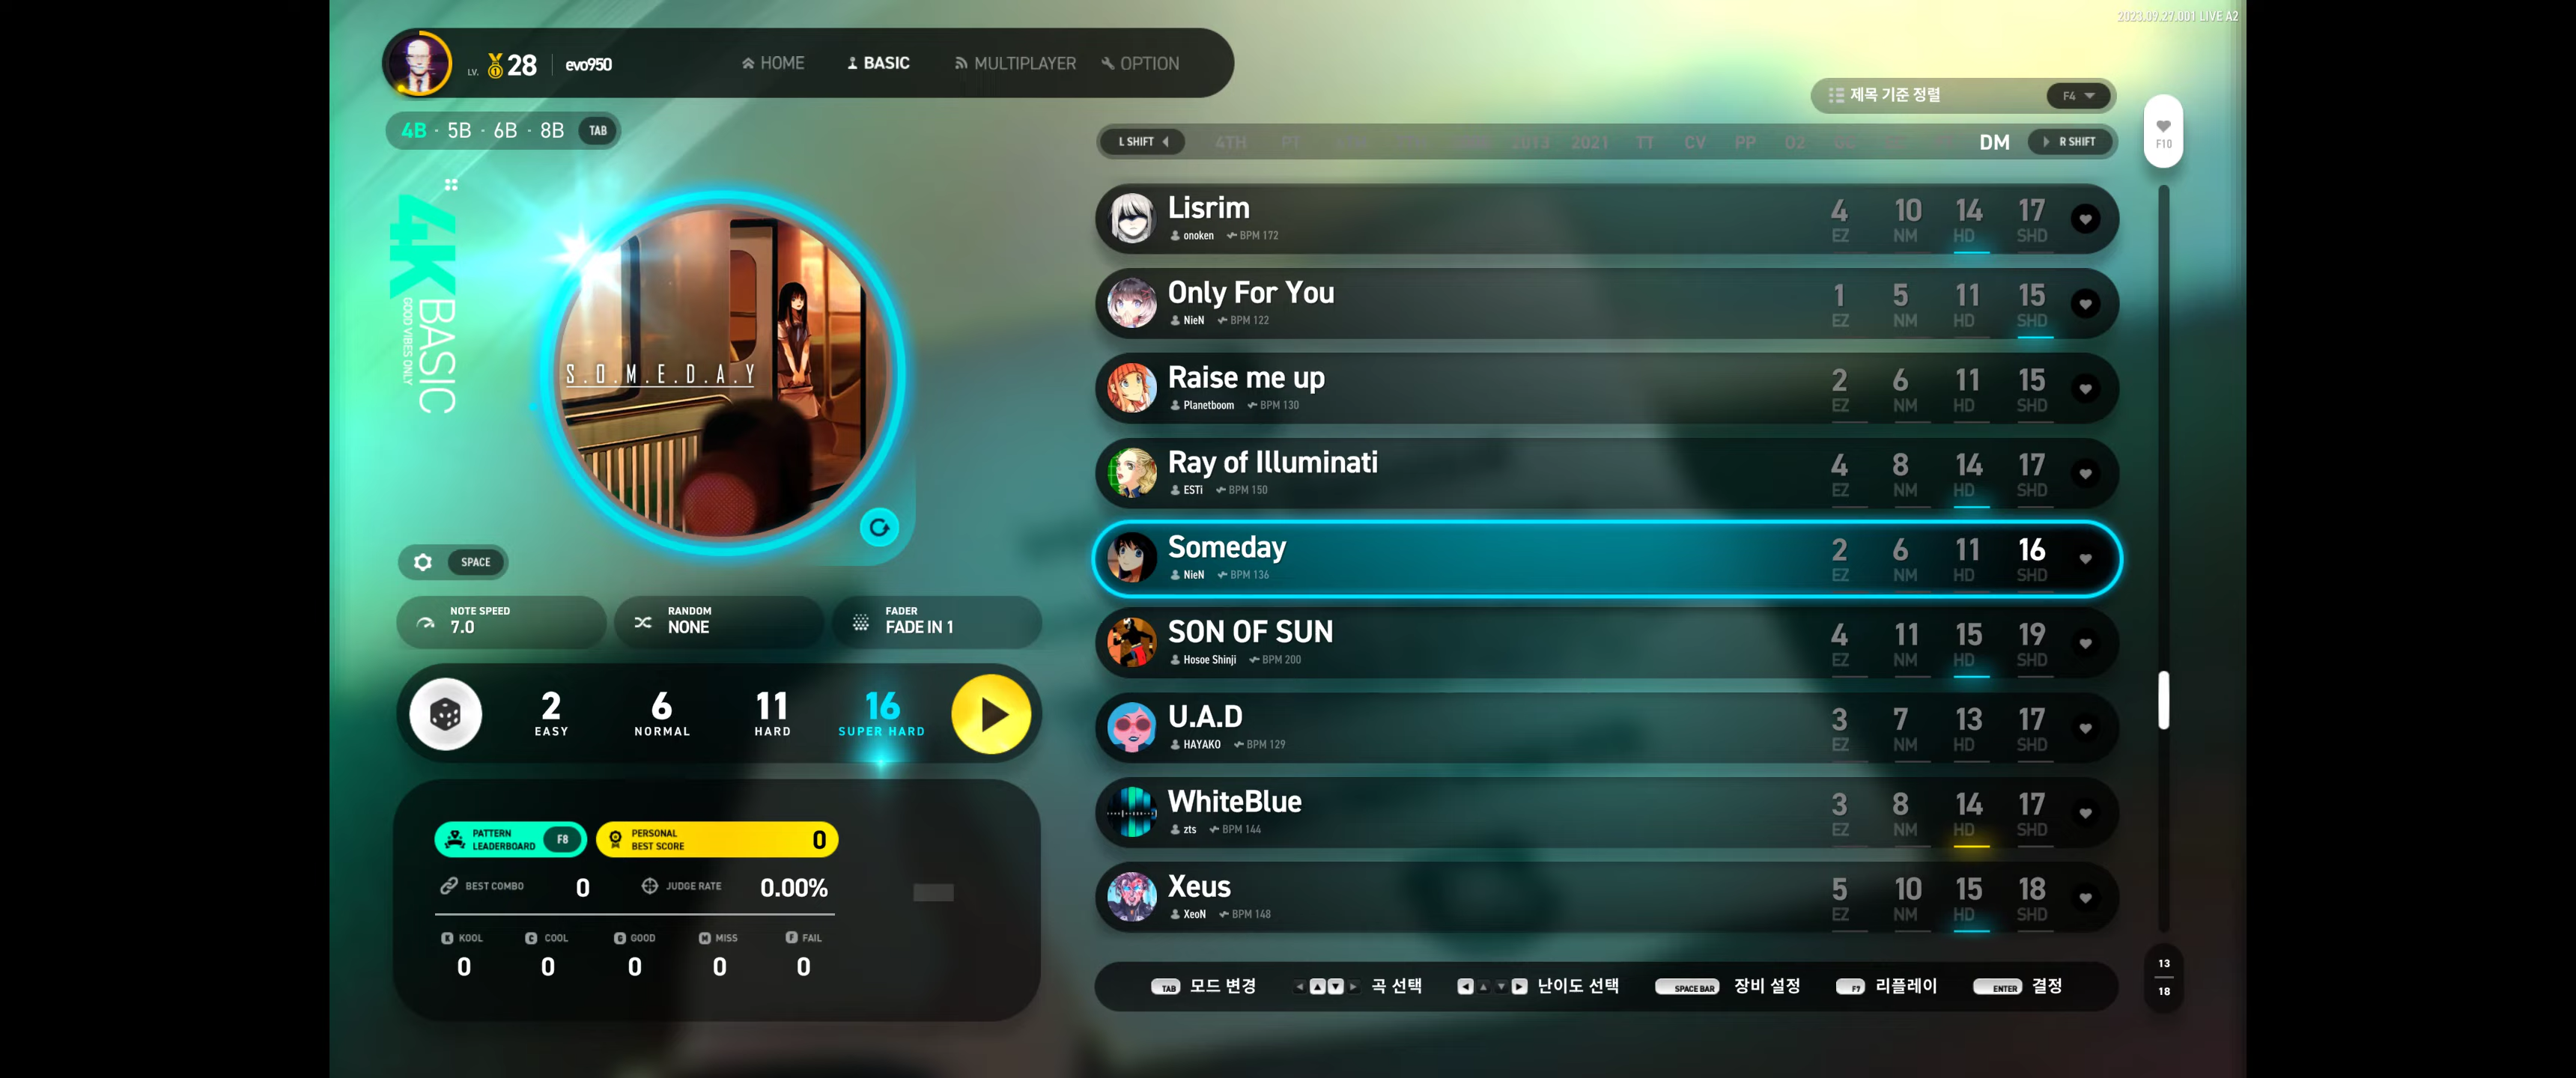 2023.09.27.001 LIVE A2
LV. 28 evo950
HOME BASIC MULTIPLAYER OPTION
제목 기준 정렬 F4
F10
4B · 5B · 6B · 8B TAB
L SHIFT 4TH PT 2013 2021 TT CV PP O2 DM R SHIFT
4K BASIC
GOOD VIBES ONLY
S.O.M.E.D.A.Y
SPACE
NOTE SPEED
7.0
RANDOM
NONE
FADER
FADE IN 1
2 6 11 16
EASY NORMAL HARD SUPER HARD
PATTERN
LEADERBOARD F8
PERSONAL
BEST SCORE 0
BEST COMBO 0 JUDGE RATE 0.00%
K KOOL C COOL G GOOD M MISS F FAIL
0 0 0 0 0
Lisrim 4 10 14 17
onoken BPM 172 EZ NM HD SHD
Only For You 1 5 11 15
NieN BPM 122 EZ NM HD SHD
Raise me up 2 6 11 15
Planetboom BPM 130 EZ NM HD SHD
Ray of Illuminati 4 8 14 17
ESTi BPM 150 EZ NM HD SHD
Someday 2 6 11 16
NieN BPM 136 EZ NM HD SHD
SON OF SUN 4 11 15 19
Hosoe Shinji BPM 200 EZ NM HD SHD
U.A.D 3 7 13 17
HAYAKO BPM 129 EZ NM HD SHD
WhiteBlue 3 8 14 17
zts BPM 144 EZ NM HD SHD
Xeus 5 10 15 18
XeoN BPM 148 EZ NM HD SHD
TAB 모드 변경 곡 선택 난이도 선택 SPACE BAR 장비 설정 F7 리플레이 ENTER 결정
13
18